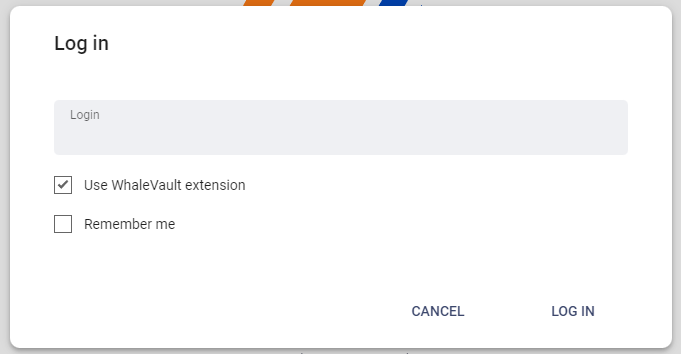 Log in
Login
Use WhaleVault extension
Remember me
CANCEL
LOG IN